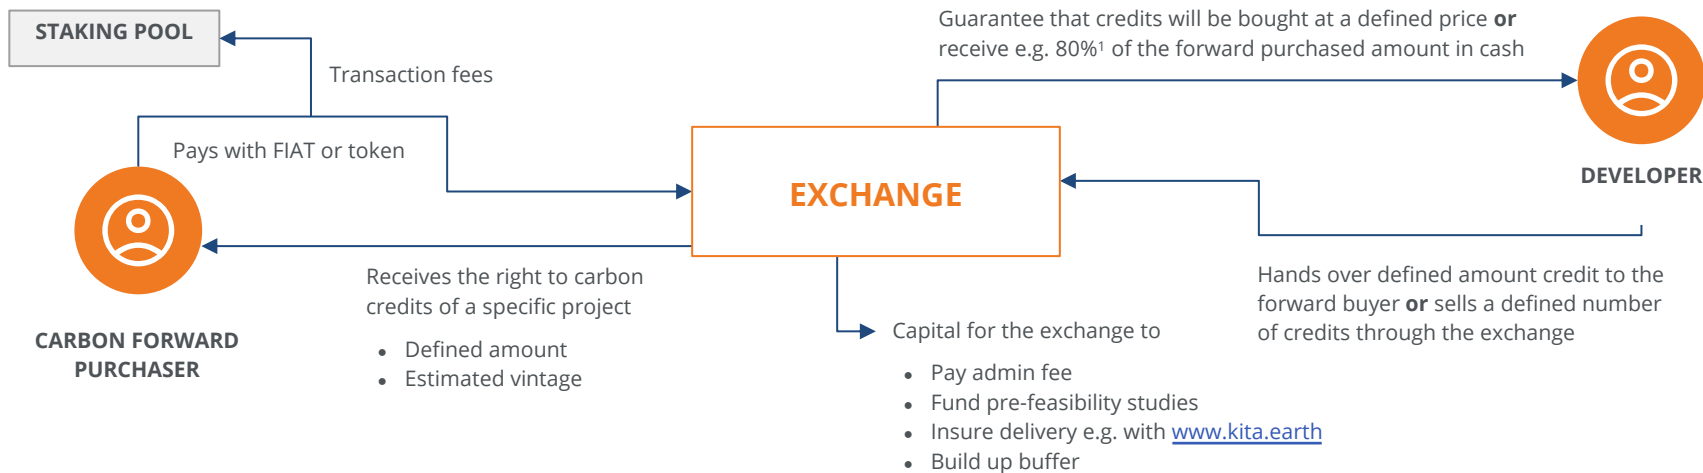 STAKING POOL
Transaction fees
Pays with FIAT or token
Guarantee that credits will be bought at a defined price or
receive e.g. 80%¹ of the forward purchased amount in cash
EXCHANGE
DEVELOPER
CARBON FORWARD
PURCHASER
Receives the right to carbon
credits of a specific project
• Defined amount
• Estimated vintage
Capital for the exchange to
• Pay admin fee
• Fund pre-feasibility studies
• Insure delivery e.g. with www.kita.earth
• Build up buffer
Hands over defined amount credit to the
forward buyer or sells a defined number
of credits through the exchange